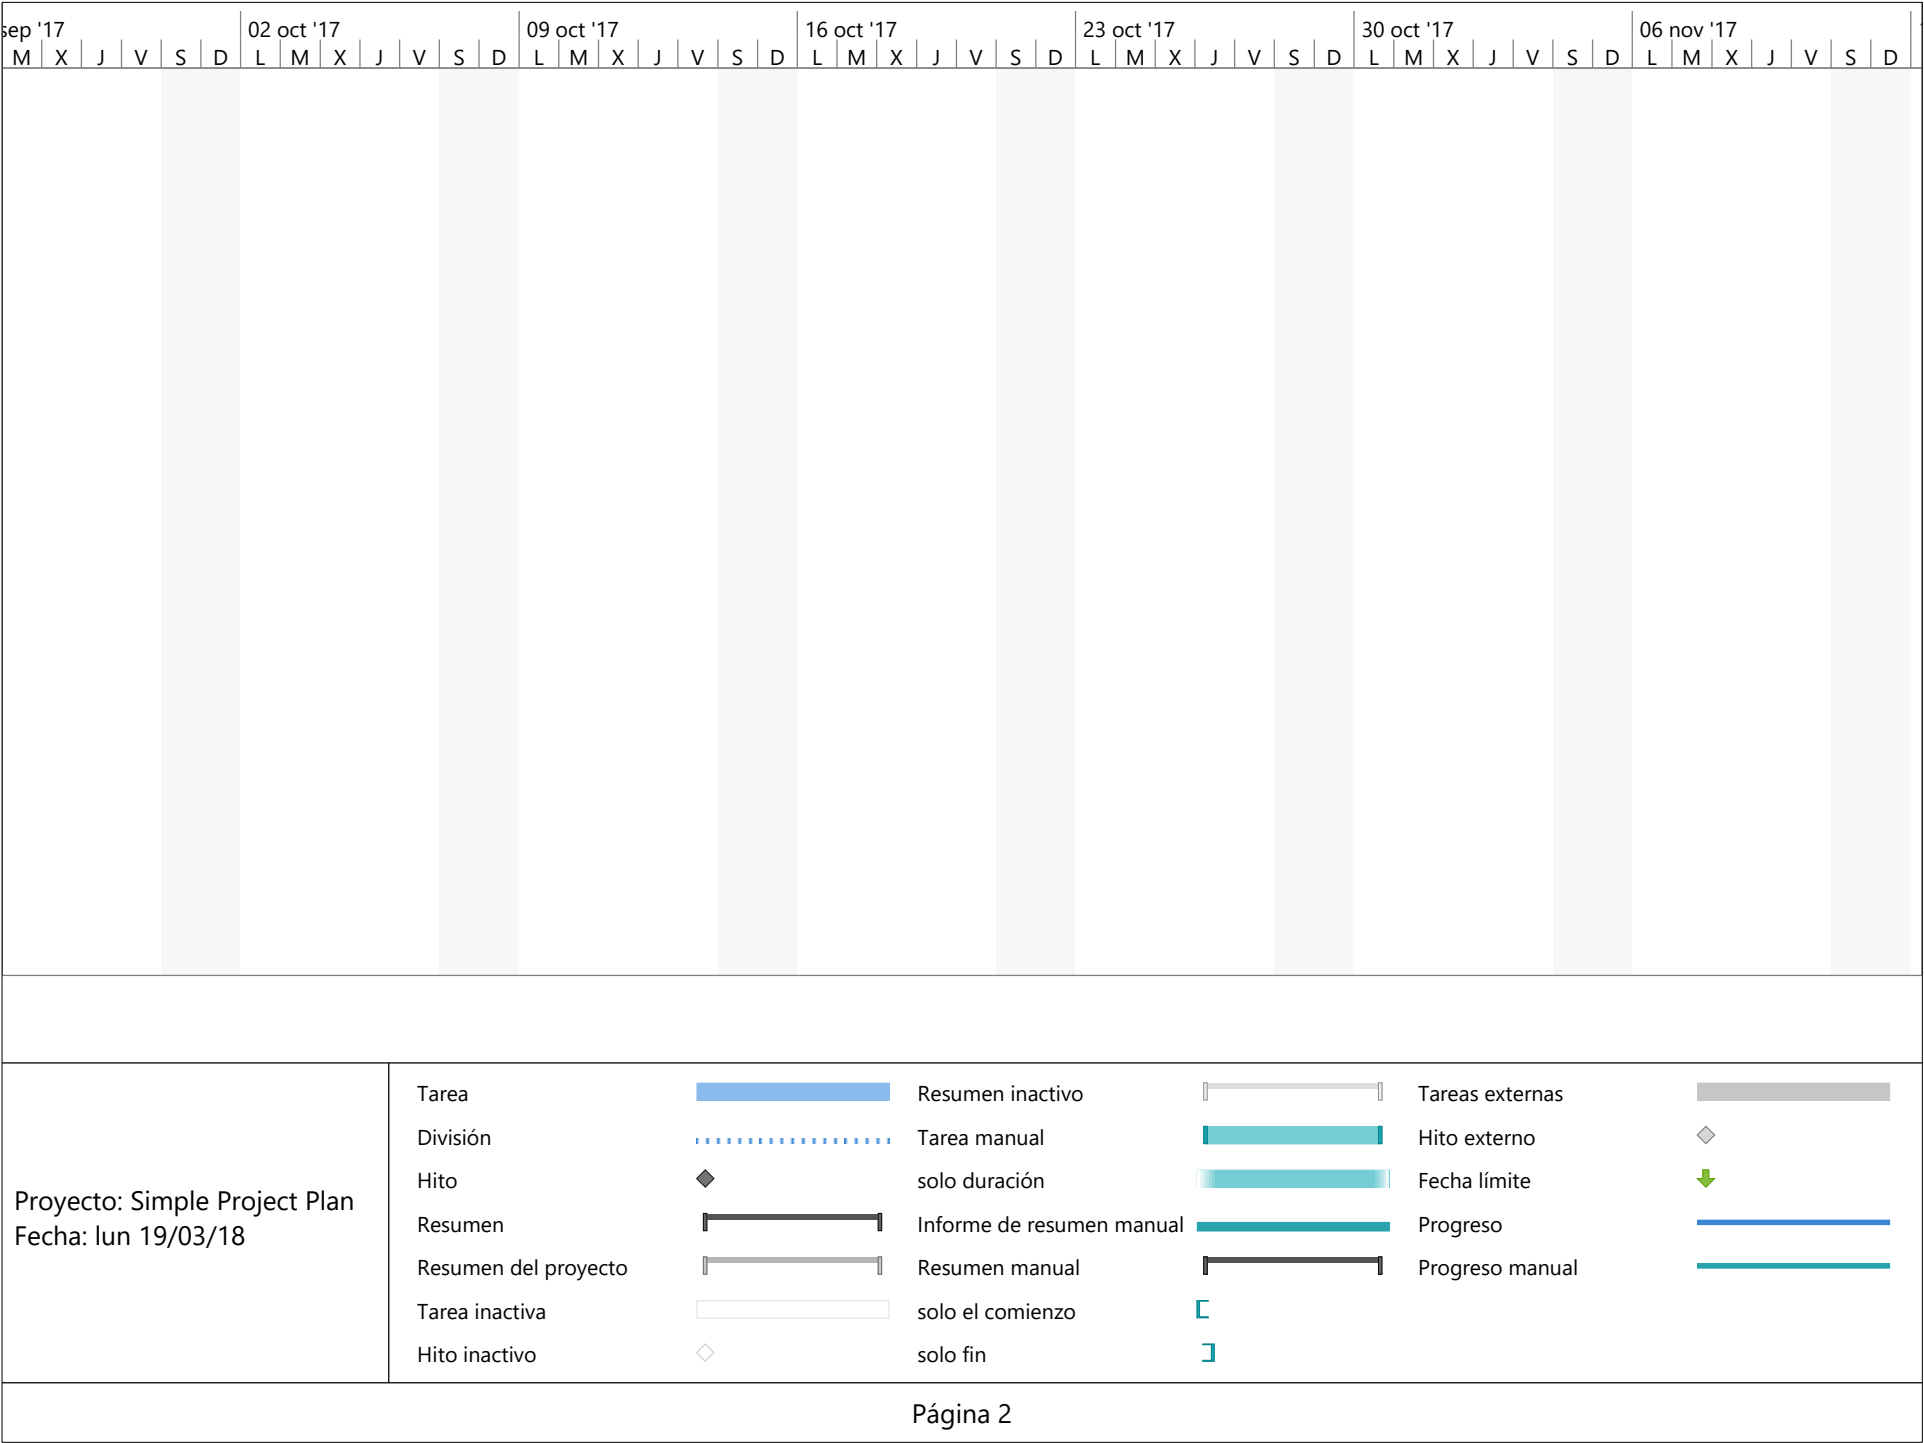 sep '17 02 oct '17 09 oct '17 16 oct '17 23 oct '17 30 oct '17 06 nov '17
M X J V S D L M X J V S D L M X J V S D L M X J V S D L M X J V S D L M X J V S D L M X J V S D
Tarea
División
Hito
Resumen
Resumen del proyecto
Tarea inactiva
Hito inactivo
Resumen inactivo
Tarea manual
solo duración
Informe de resumen manual
Resumen manual
solo el comienzo
solo fin
Tareas externas
Hito externo
Fecha límite
Progreso
Progreso manual
Proyecto: Simple Project Plan
Fecha: lun 19/03/18
Página 2